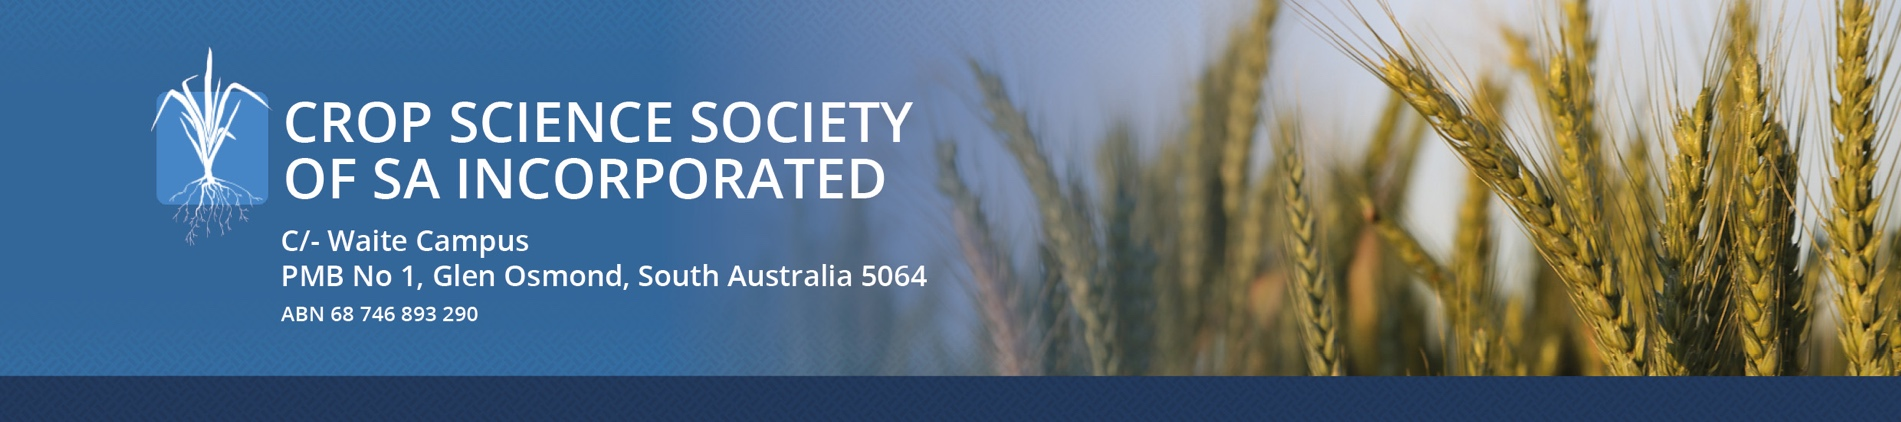 CROP SCIENCE SOCIETY
OF SA INCORPORATED
C/- Waite Campus
PMB No 1, Glen Osmond, South Australia 5064
ABN 68 746 893 290